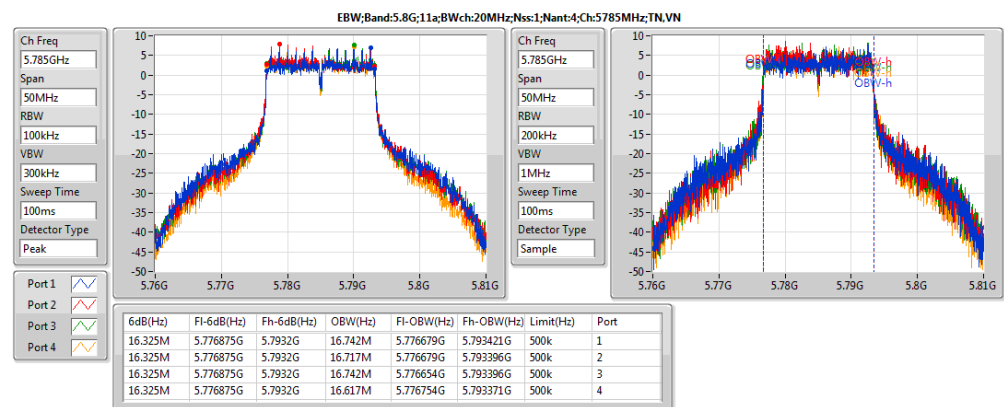 EBW;Band:5.8G;11a;BWch:20MHz;Nss:1;Nant:4;Ch:5785MHz;TN,VN
Ch Freq
5.785GHz
Span
50MHz
RBW
100kHz
VBW
300kHz
Sweep Time
100ms
Detector Type
Peak
10
5
0
-5
-10
-15
-20
-25
-30
-35
-40
-45
-50
5.76G 5.77G 5.78G 5.79G 5.8G 5.81G
Ch Freq
5.785GHz
Span
50MHz
RBW
200kHz
VBW
1MHz
Sweep Time
100ms
Detector Type
Sample
10
5
0
-5
-10
-15
-20
-25
-30
-35
-40
-45
-50
OBW-h
5.76G 5.77G 5.78G 5.79G 5.8G 5.81G
Port 1
Port 2
Port 3
Port 4
6dB(Hz) Fl-6dB(Hz) Fh-6dB(Hz) OBW(Hz) Fl-OBW(Hz) Fh-OBW(Hz) Limit(Hz) Port
16.325M 5.776875G 5.7932G 16.742M 5.776679G 5.793421G 500k 1
16.325M 5.776875G 5.7932G 16.717M 5.776679G 5.793396G 500k 2
16.325M 5.776875G 5.7932G 16.742M 5.776654G 5.793396G 500k 3
16.325M 5.776875G 5.7932G 16.617M 5.776754G 5.793371G 500k 4